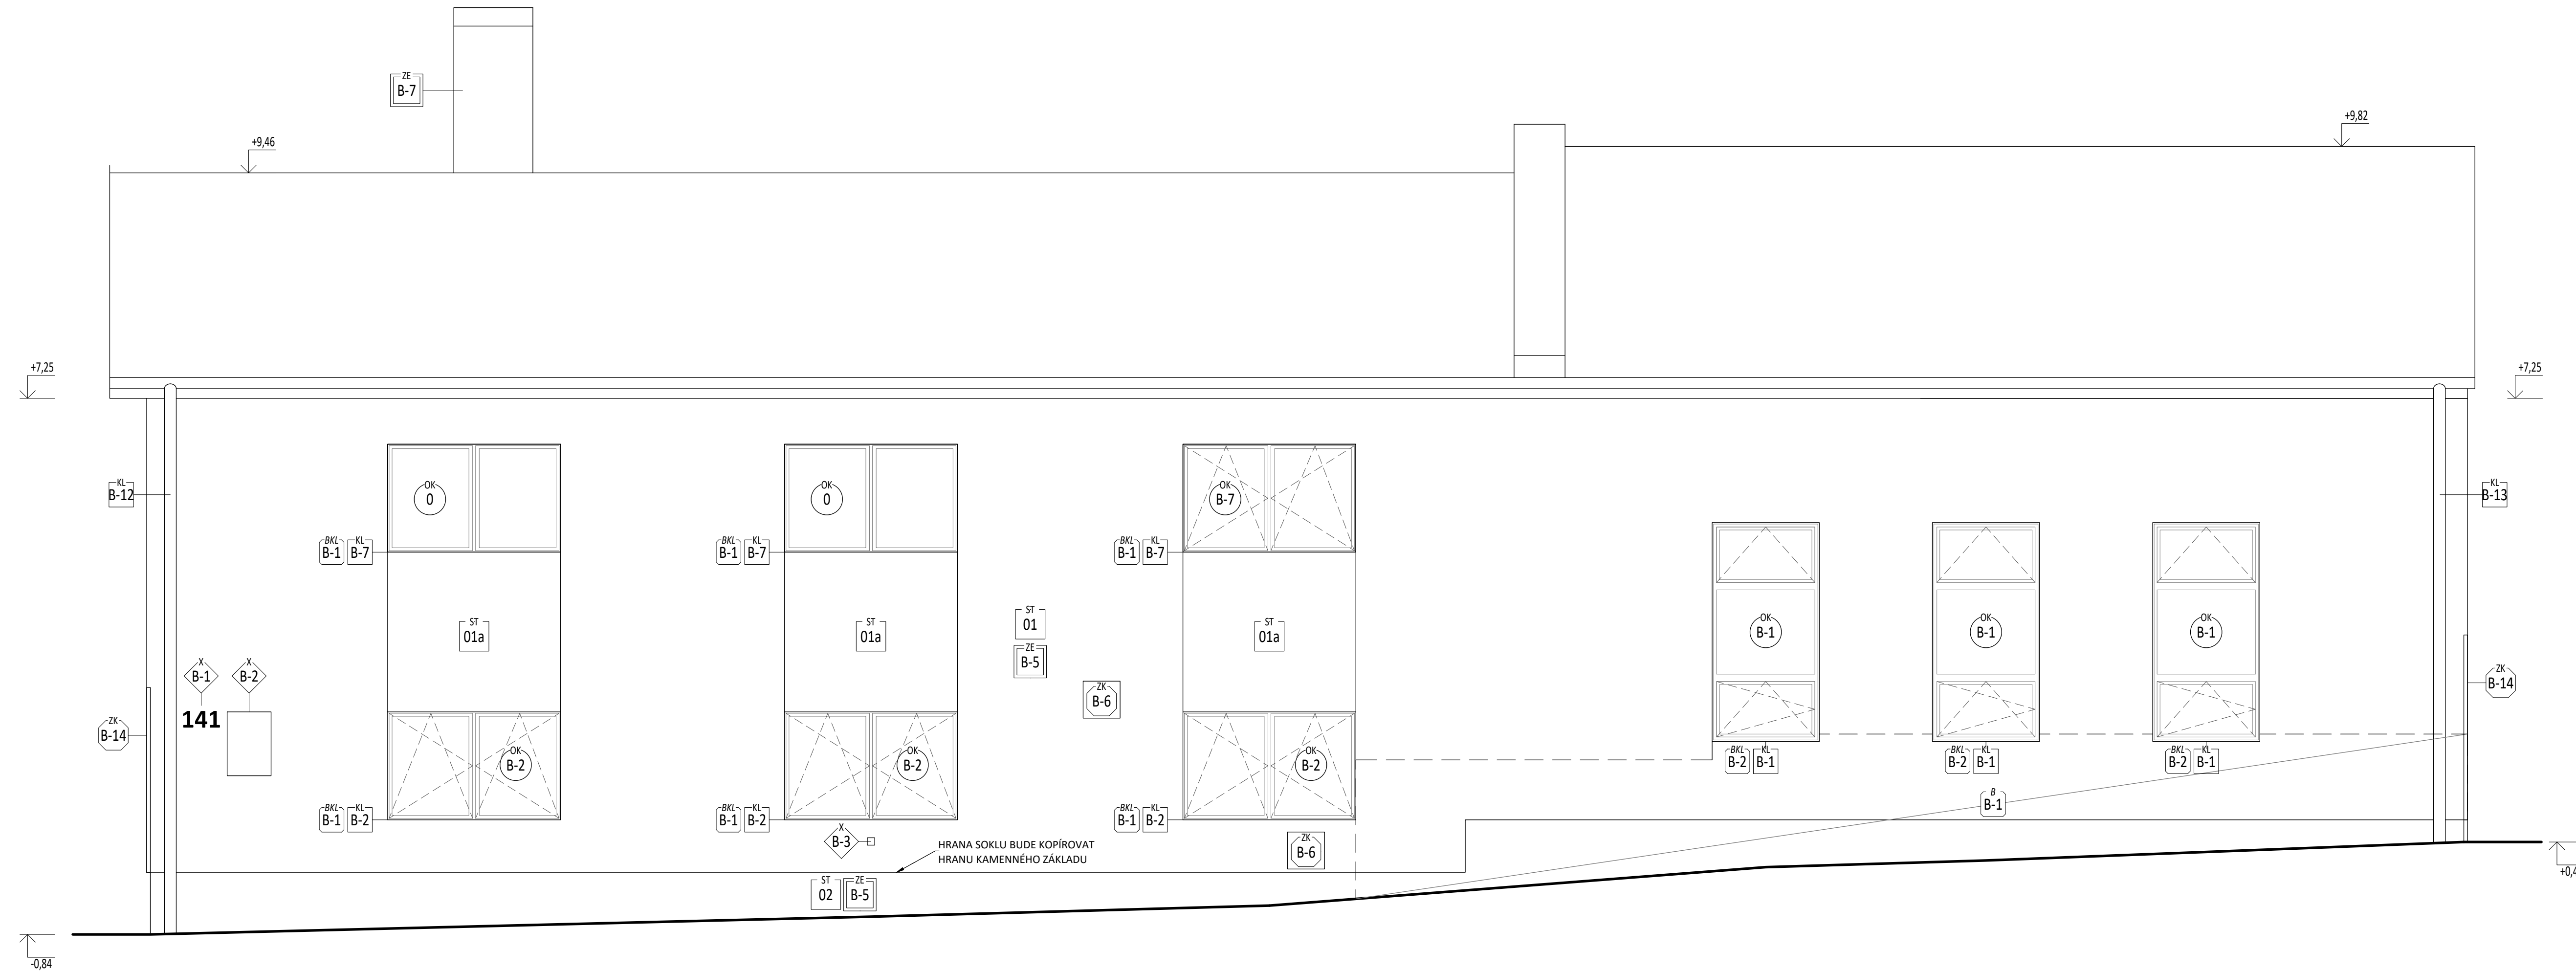 ZE
B-7
+9,46
+9,82
+7,25
+7,25
KL
B-12
KL
B-13
OK
0
OK
0
OK
B-7
BKL
B-1
KL
B-7
BKL
B-1
KL
B-7
BKL
B-1
KL
B-7
ST
01a
ST
01a
ST
01
ZE
B-5
ZK
B-6
ST
01a
OK
B-1
OK
B-1
OK
B-1
X
B-1
X
B-2
141
ZK
B-14
ZK
B-14
OK
B-2
OK
B-2
OK
B-2
BKL
B-2
KL
B-1
BKL
B-2
KL
B-1
BKL
B-2
KL
B-1
B
B-1
BKL
B-1
KL
B-2
BKL
B-1
KL
B-2
BKL
B-1
KL
B-2
X
B-3
HRANA SOKLU BUDE KOPÍROVAT
HRANU KAMENNÉHO ZÁKLADU
ZK
B-6
ST
02
ZE
B-5
-0,84